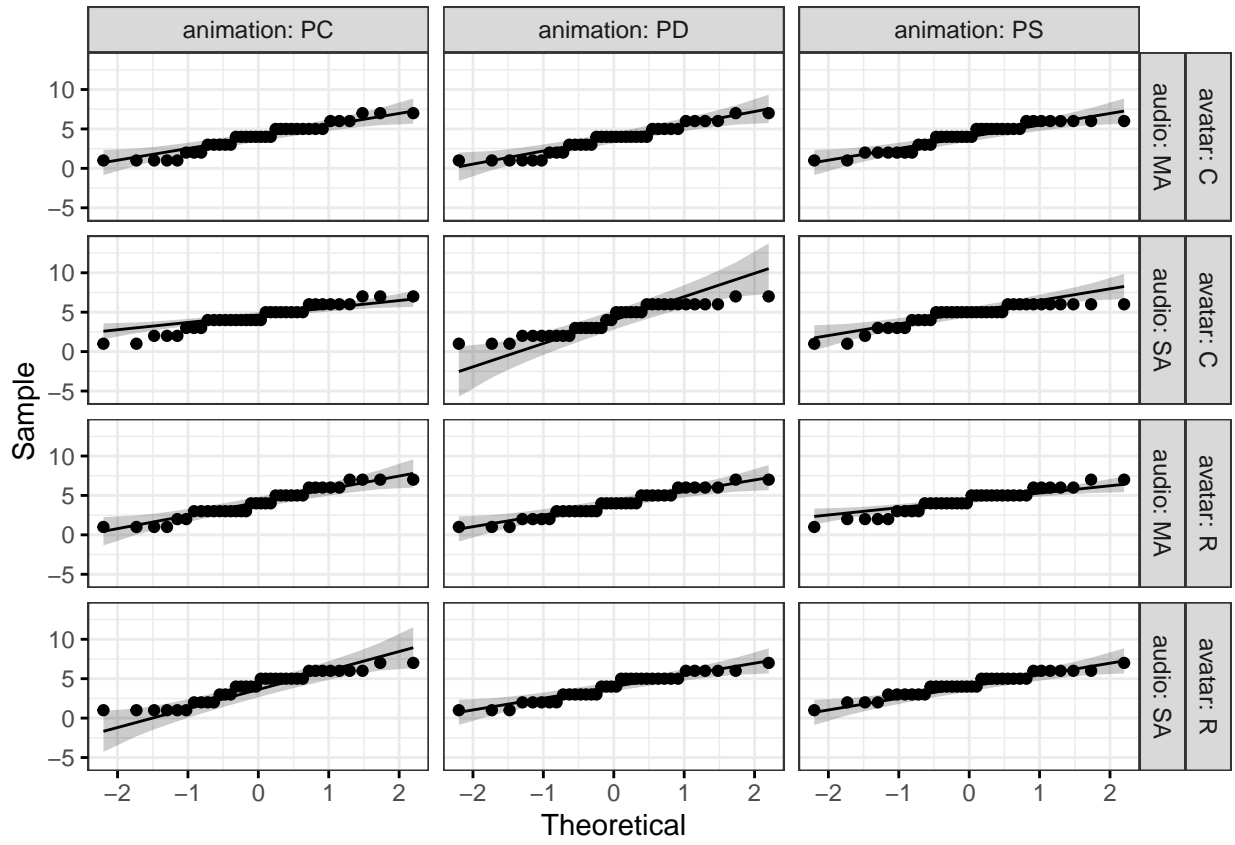 animation: PC
animation: PD
animation: PS
10
5
0
−5
audio: MA
avatar: C
10
5
0
−5
audio: SA
avatar: C
10
5
0
−5
audio: MA
avatar: R
10
5
0
−5
audio: SA
avatar: R
Sample
−2 −1 0 1 2
−2 −1 0 1 2
−2 −1 0 1 2
Theoretical